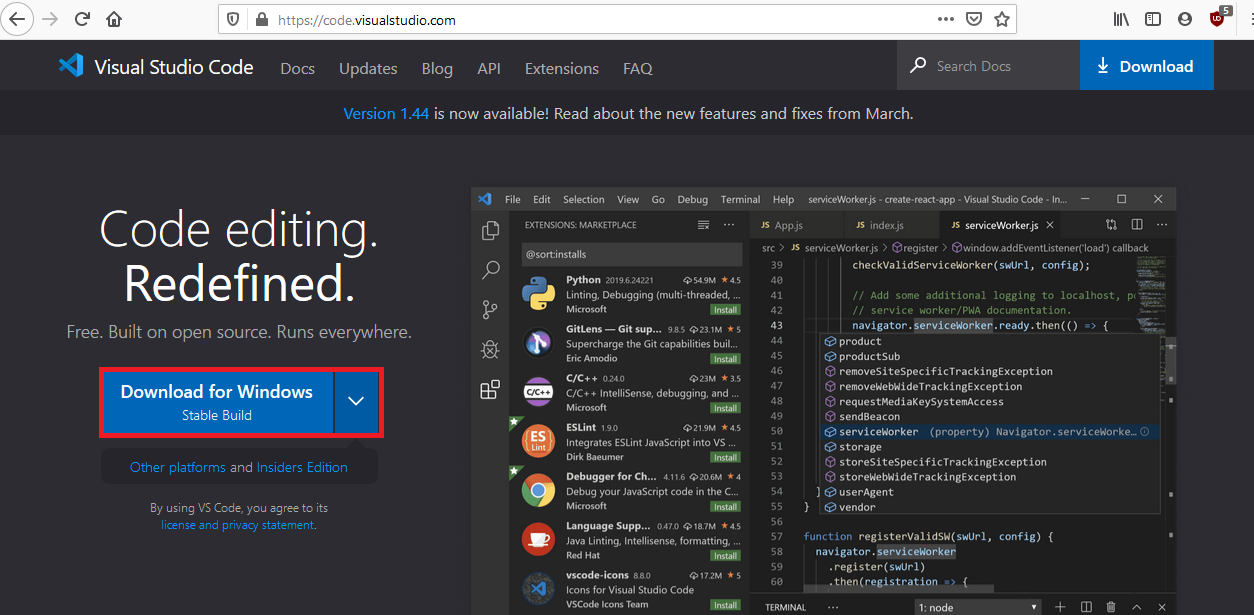 https://code.visualstudio.com
5
Visual Studio Code
Docs
Updates
Blog
API
Extensions
FAQ
Search Docs
Download
Version 1.44 is now available! Read about the new features and fixes from March.
Code editing.
Redefined.
Free. Built on open source. Runs everywhere.
Download for Windows
Stable Build
Other platforms and Insiders Edition
By using VS Code, you agree to its
license and privacy statement.
File Edit Selection View Go Debug Terminal Help serviceWorker.js - create-react-app - Visual Studio Code - In...
EXTENSIONS: MARKETPLACE
@sort:installs
Python 2019.6.24221 54.9M ★ 4.5
Linting, Debugging (multi-threaded, ...
Microsoft Install
GitLens — Git sup... 9.8.5 23.1M ★ 5
Supercharge the Git capabilities buil...
Eric Amodio Install
C/C++ 0.24.0 23M ★ 3.5
C/C++ IntelliSense, debugging, and ...
Microsoft Install
ESLint 1.9.0 21.9M ★ 4.5
Integrates ESLint JavaScript into VS ...
Dirk Baeumer Install
Debugger for Ch... 4.11.6 20.6M ★ 4
Debug your JavaScript code in the C...
Microsoft Install
Language Supp... 0.47.0 18.7M ★ 4.5
Java Linting, Intellisense, formatting, ...
Red Hat Install
vscode-icons 8.8.0 17.2M ★ 5
Icons for Visual Studio Code
VSCode Icons Team Install
ES
Lint
JS App.js
JS index.js
JS serviceWorker.js
src > JS serviceWorker.js > register > window.addEventListener('load') callback
39 checkValidServiceWorker(swUrl, config);
40
41 // Add some additional logging to localhost, p
42 // service worker/PWA documentation.
43 navigator.serviceWorker.ready.then(() => {
44 product
45 productSub
46 removeSiteSpecificTrackingException
47 removeWebWideTrackingException
48 requestMediaKeySystemAccess
49 sendBeacon
50 serviceWorker (property) Navigator.serviceWorke...
51 storage
52 storeSiteSpecificTrackingException
53 storeWebWideTrackingException
54 } userAgent
55 } vendor
56
57 function registerValidSW(swUrl, config) {
58 navigator.serviceWorker
59 .register(swUrl)
60 .then(registration => {
TERMINAL ... 1: node